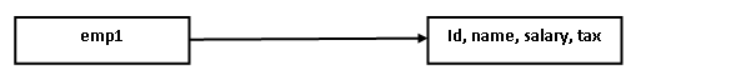 emp1
Id, name, salary, tax